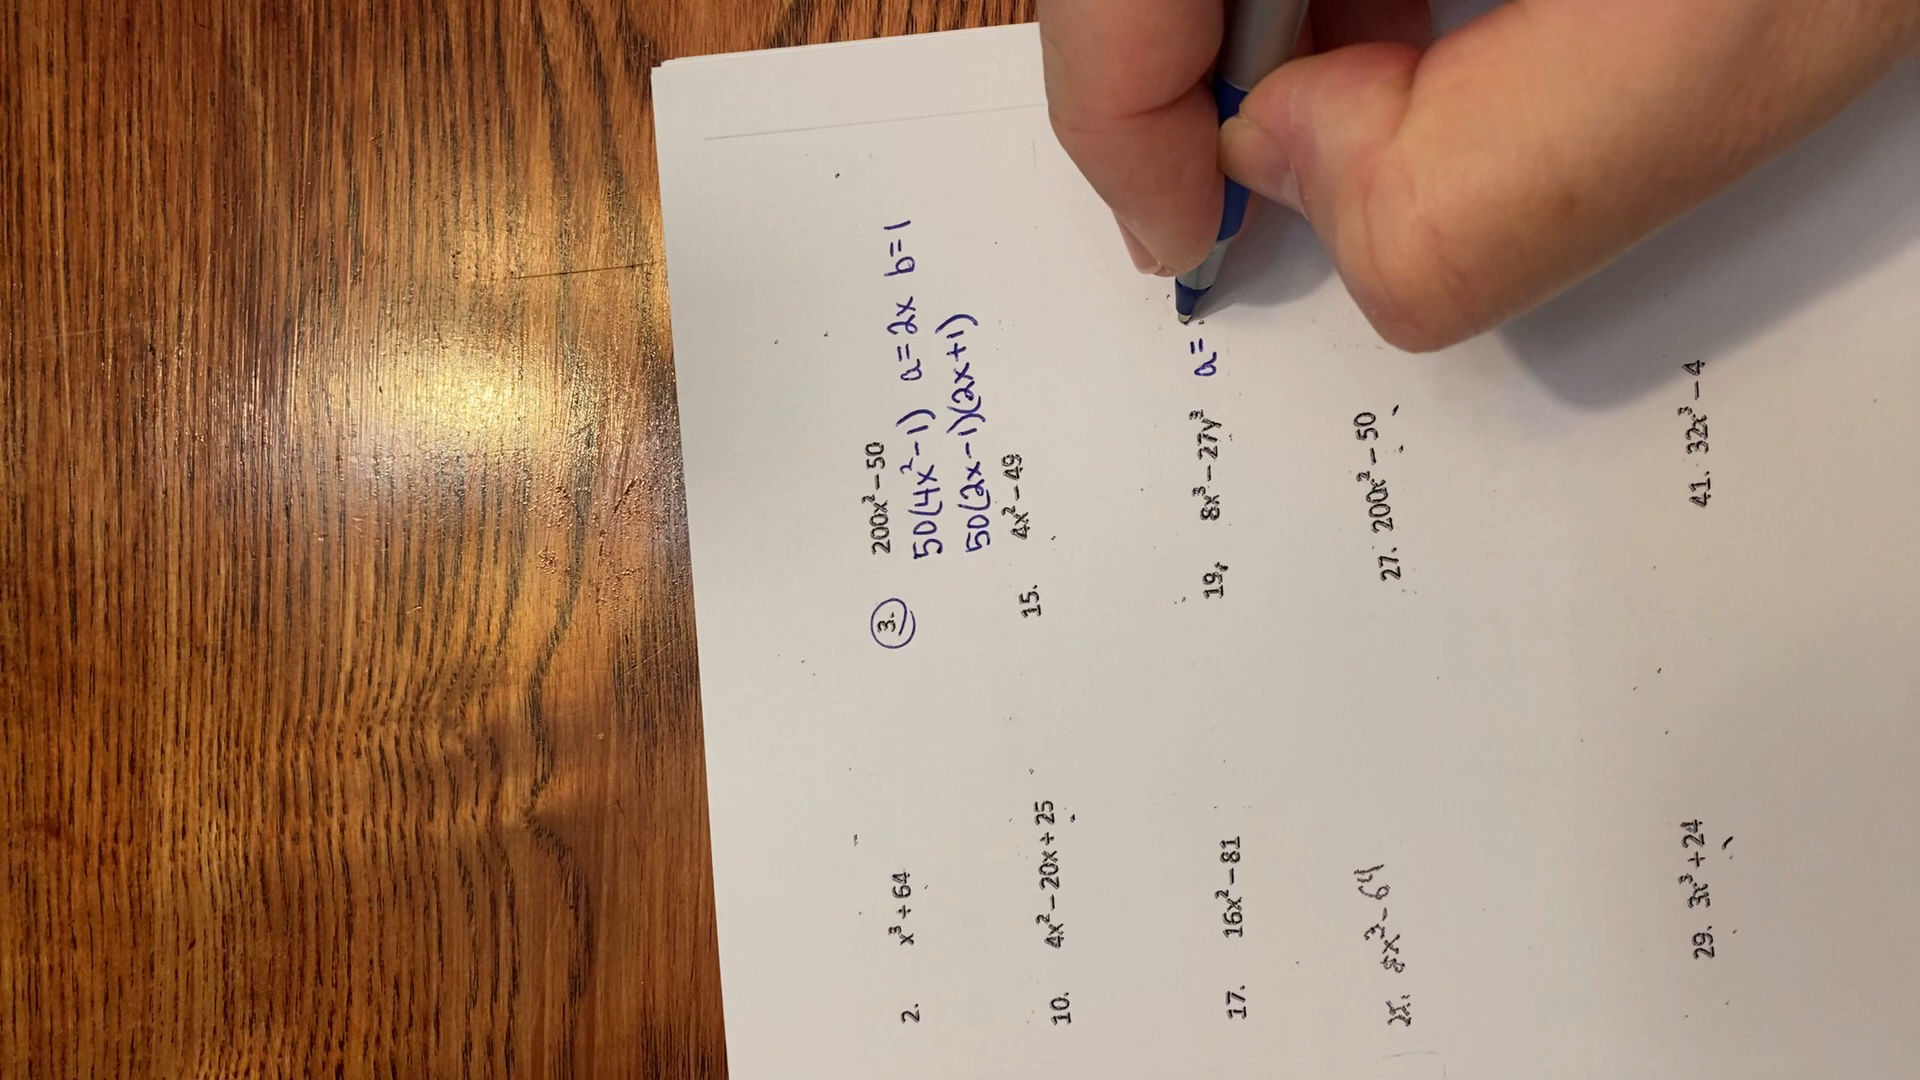 2. x³ + 64
3. 200x² − 50
50(4x²-1) a=2x b=1
50(2x-1)(2x+1)
10. 4x² − 20x + 25
15. 4x² − 49
17. 16x² − 81
19. 8x³ − 27y³ a=
8x³-64
27. 200x² − 50
29. 3x³ + 24
41. 32x³ − 4